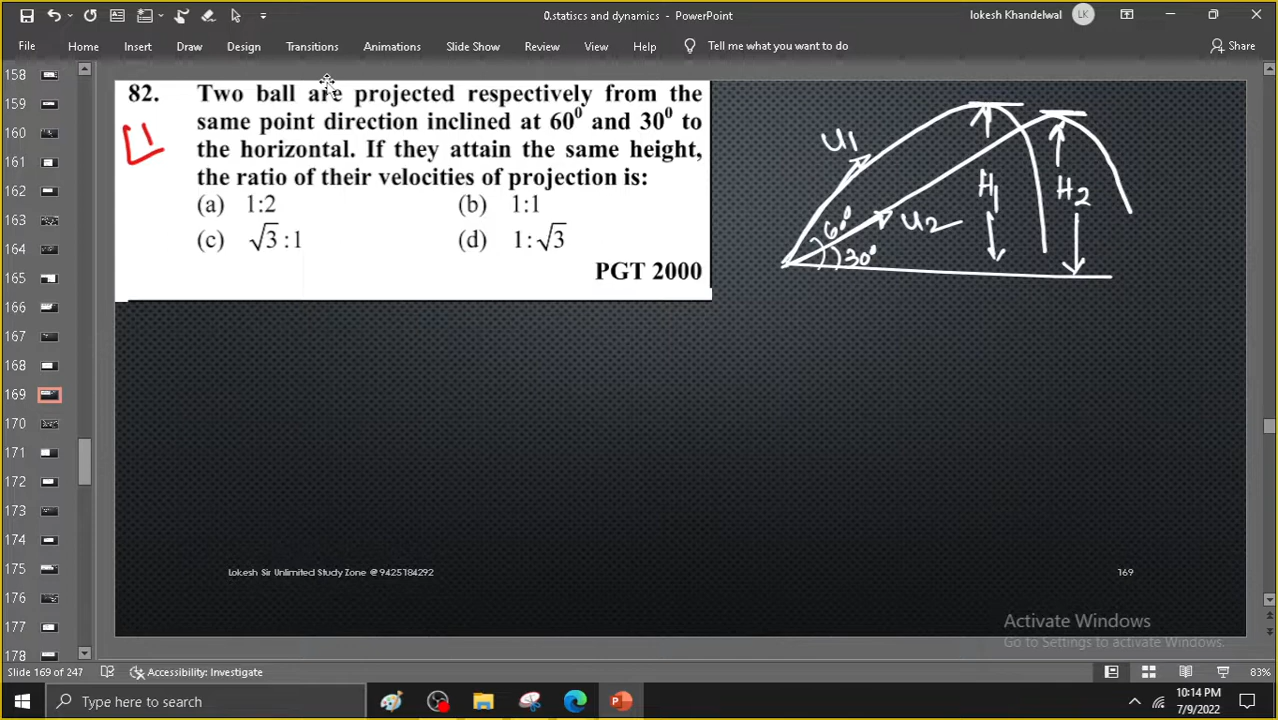 0.statiscs and dynamics - PowerPoint
lokesh Khandelwal
LK
File Home Insert Draw Design Transitions Animations Slide Show Review View Help Tell me what you want to do Share
158
159
160
161
162
163
164
165
166
167
168
169
170
171
172
173
174
175
176
177
178
82. Two ball are projected respectively from the
same point direction inclined at 60⁰ and 30⁰ to
the horizontal. If they attain the same height,
the ratio of their velocities of projection is:
(a) 1:2 (b) 1:1
(c) √3 :1 (d) 1:√3
PGT 2000
U1
H1
H2
60°
U2
30°
Lokesh Sir Unlimited Study Zone @ 9425184292
169
Activate Windows
Go to Settings to activate Windows.
Slide 169 of 247 Accessibility: Investigate 83%
Type here to search
10:14 PM
7/9/2022